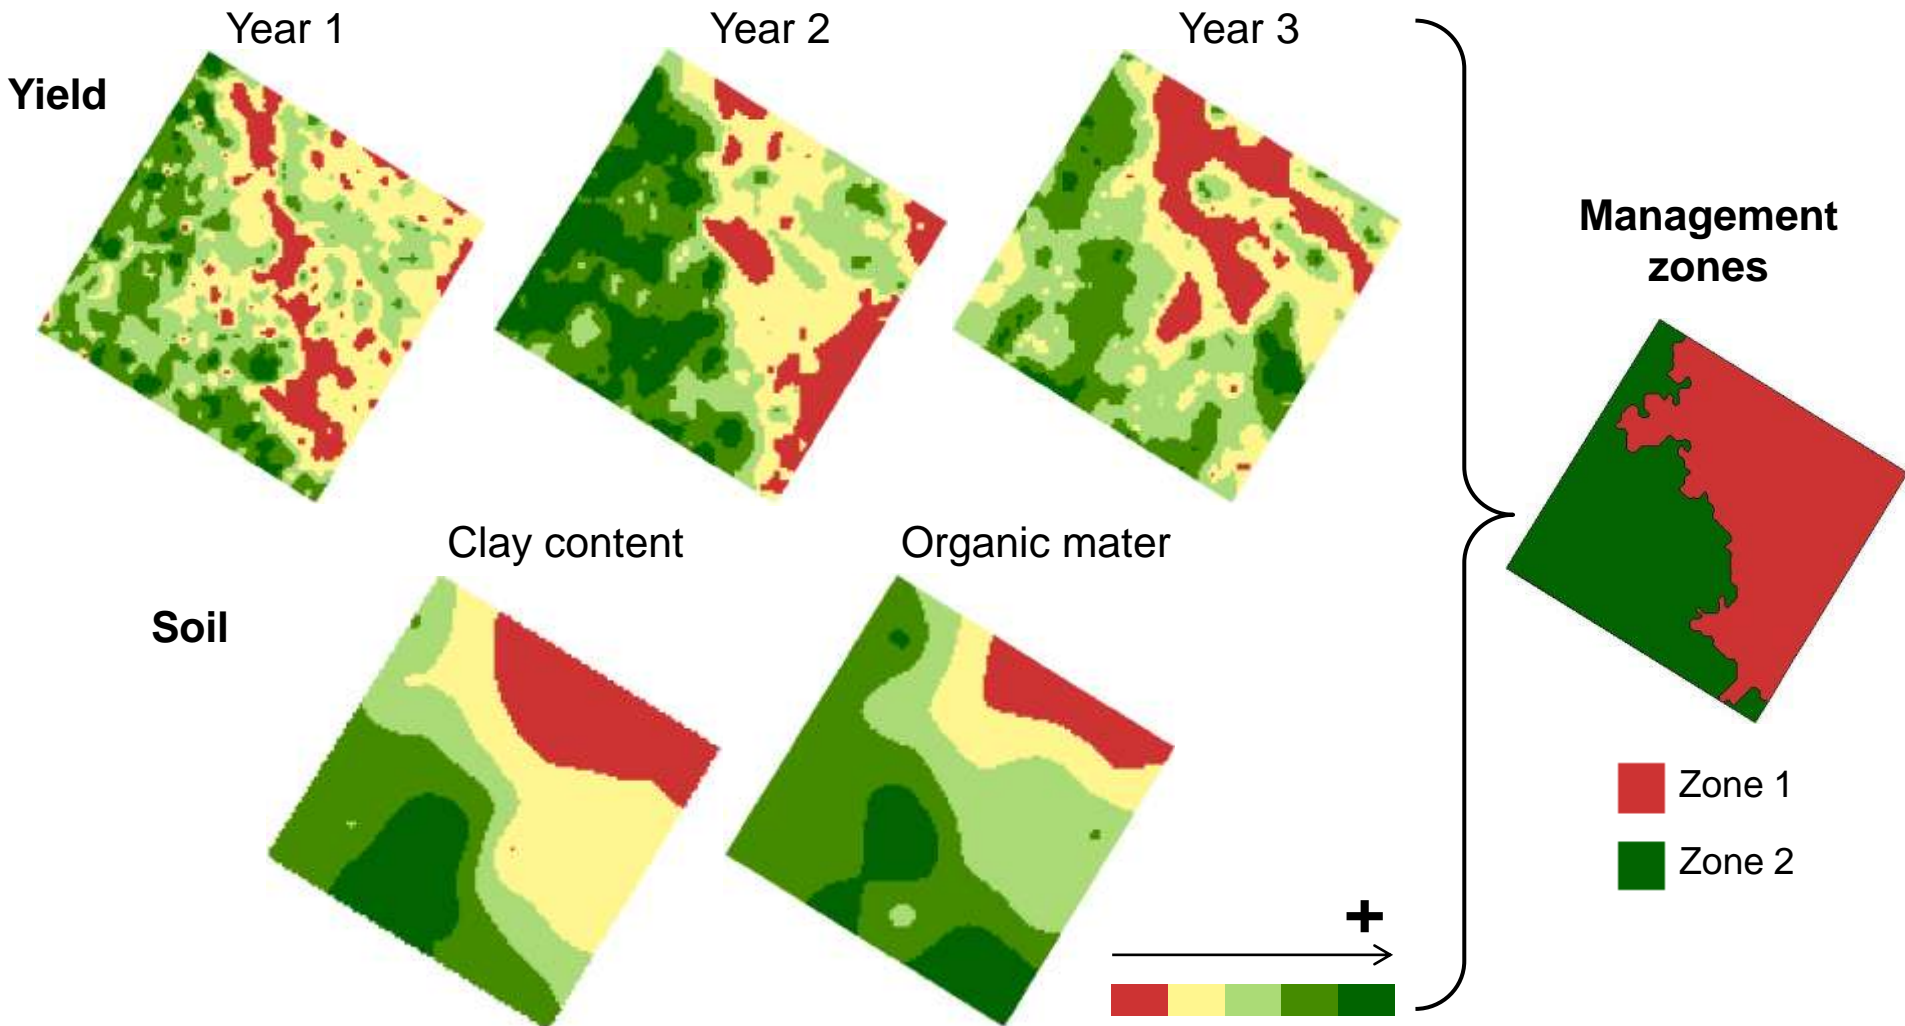 Year 1
Year 2
Year 3
Yield
Management
zones
Clay content
Organic mater
Soil
Zone 1
Zone 2
+